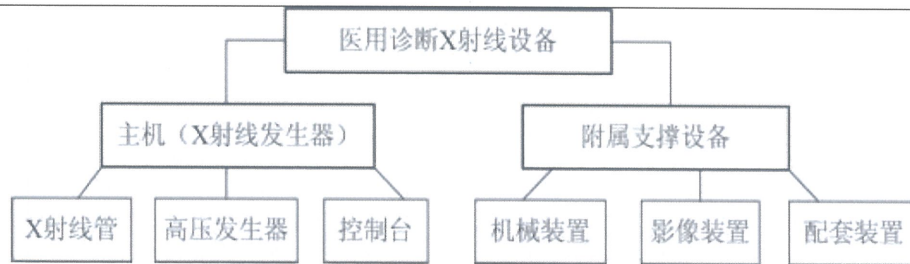 医用诊断X射线设备
主机（X射线发生器）
附属支撑设备
X射线管
高压发生器
控制台
机械装置
影像装置
配套装置